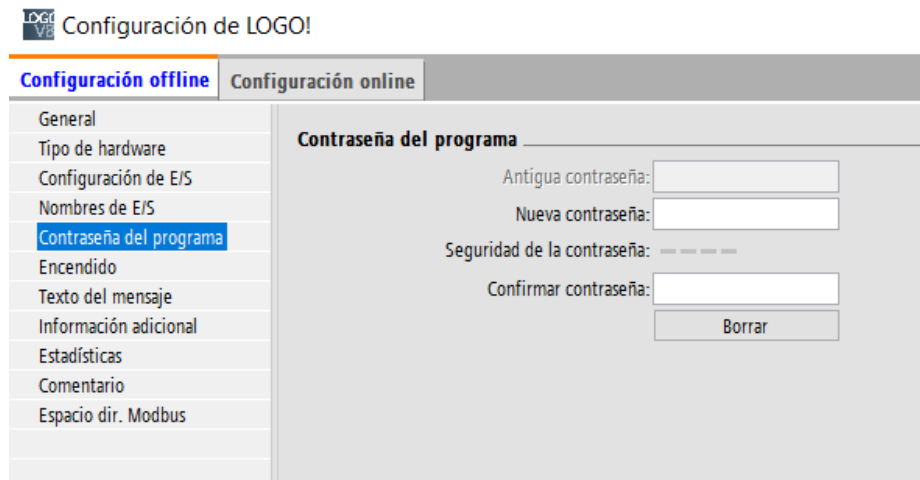 LOGO
V8
Configuración de LOGO!
Configuración offline
Configuración online
General
Tipo de hardware
Configuración de E/S
Nombres de E/S
Contraseña del programa
Encendido
Texto del mensaje
Información adicional
Estadísticas
Comentario
Espacio dir. Modbus
Contraseña del programa
Antigua contraseña:
Nueva contraseña:
Seguridad de la contraseña:
Confirmar contraseña:
Borrar